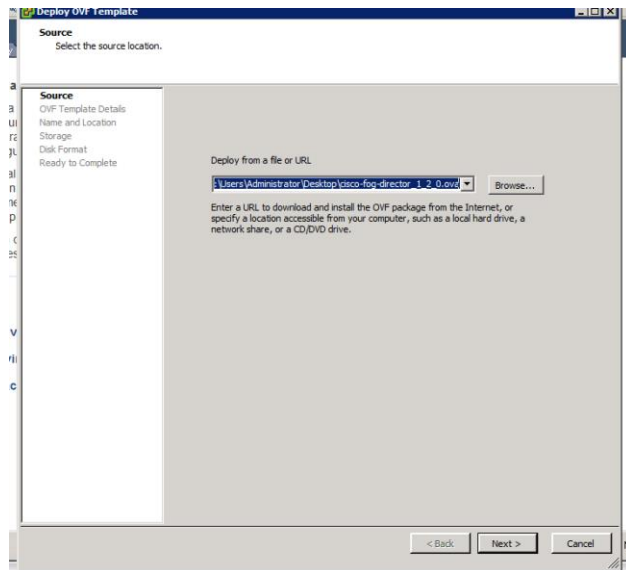 Deploy OVF Template
Source
Select the source location.
Source
OVF Template Details
Name and Location
Storage
Disk Format
Ready to Complete
Deploy from a file or URL
:\Users\Administrator\Desktop\cisco-fog-director_1_2_0.ova
Browse...
Enter a URL to download and install the OVF package from the Internet, or
specify a location accessible from your computer, such as a local hard drive, a
network share, or a CD/DVD drive.
< Back
Next >
Cancel